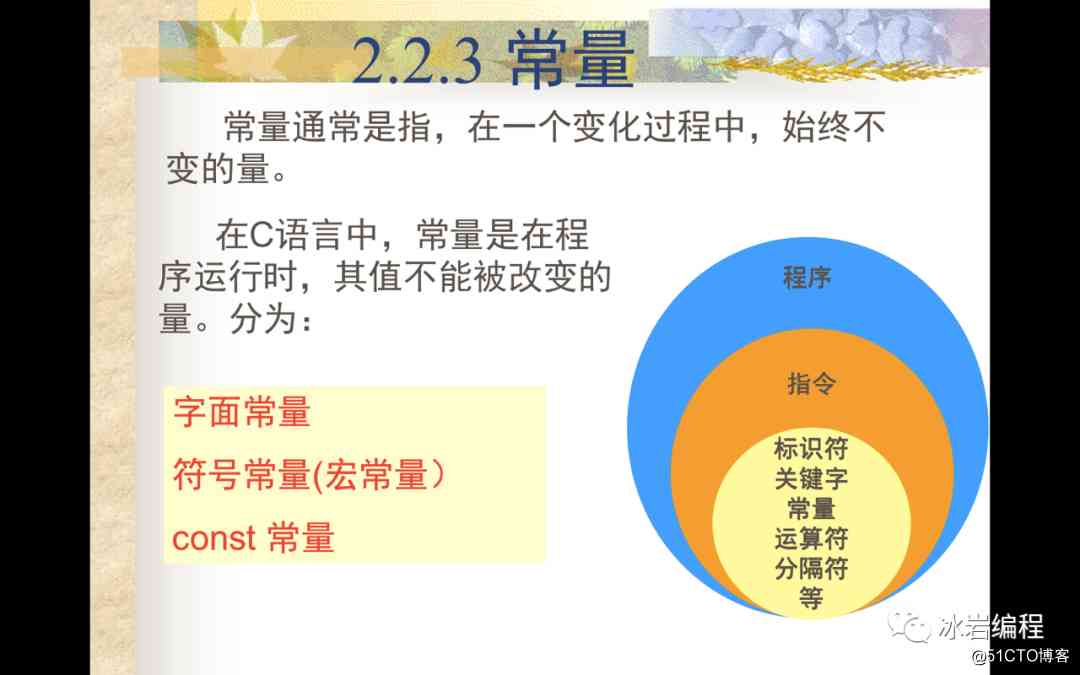 2.2.3 常量
常量通常是指，在一个变化过程中，始终不
变的量。
在C语言中，常量是在程
序运行时，其值不能被改变的
量。分为：
字面常量
符号常量(宏常量）
const 常量
程序
指令
标识符
关键字
常量
运算符
分隔符
等
冰岩编程
@51CTO博客